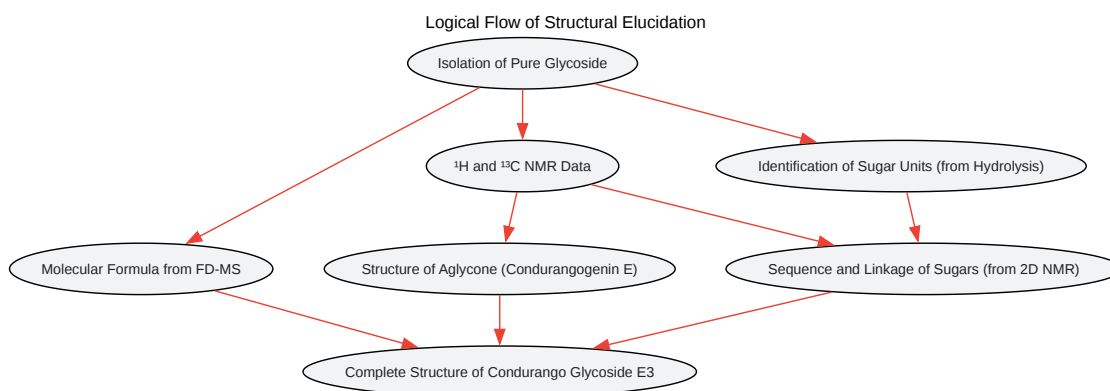 Logical Flow of Structural Elucidation
Isolation of Pure Glycoside
¹H and ¹³C NMR Data
Identification of Sugar Units (from Hydrolysis)
Molecular Formula from FD-MS
Structure of Aglycone (Condurangogenin E)
Sequence and Linkage of Sugars (from 2D NMR)
Complete Structure of Condurango Glycoside E3